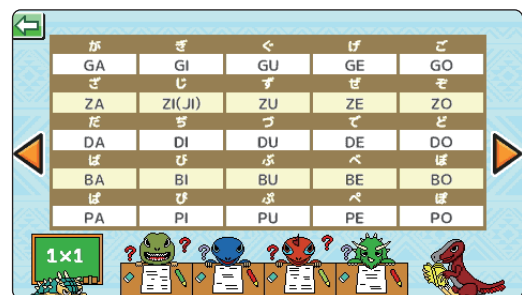 が ぎ ぐ げ ご
GA GI GU GE GO
ざ じ ず ぜ ぞ
ZA ZI(JI) ZU ZE ZO
だ ぢ づ で ど
DA DI DU DE DO
ば び ぶ べ ぼ
BA BI BU BE BO
ぱ ぴ ぷ ぺ ぽ
PA PI PU PE PO
1×1
? ? ? ? ? ?